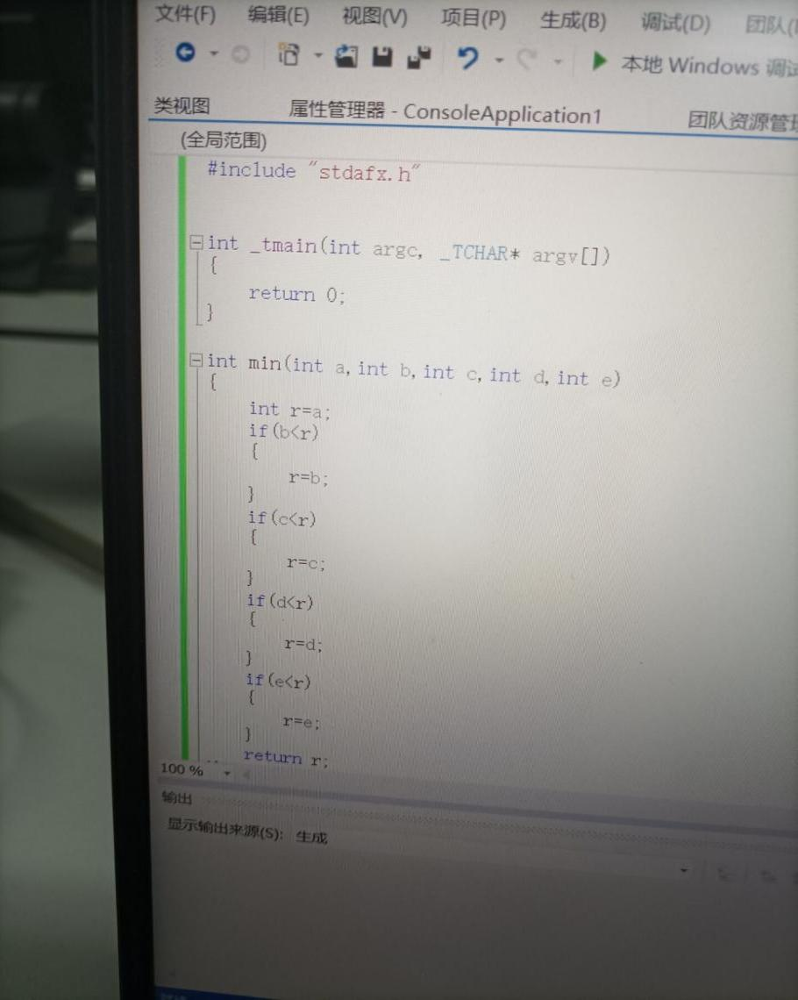 文件(F) 编辑(E) 视图(V) 项目(P) 生成(B) 调试(D) 团队(
本地 Windows 调试
类视图 属性管理器 - ConsoleApplication1 团队资源管理
(全局范围)
#include "stdafx.h"
int _tmain(int argc, _TCHAR* argv[])
{
return 0;
}
int min(int a,int b,int c,int d,int e)
{
int r=a;
if(b<r)
{
r=b;
}
if(c<r)
{
r=c;
}
if(d<r)
{
r=d;
}
if(e<r)
{
r=e;
}
return r;
100 %
输出
显示输出来源(S): 生成